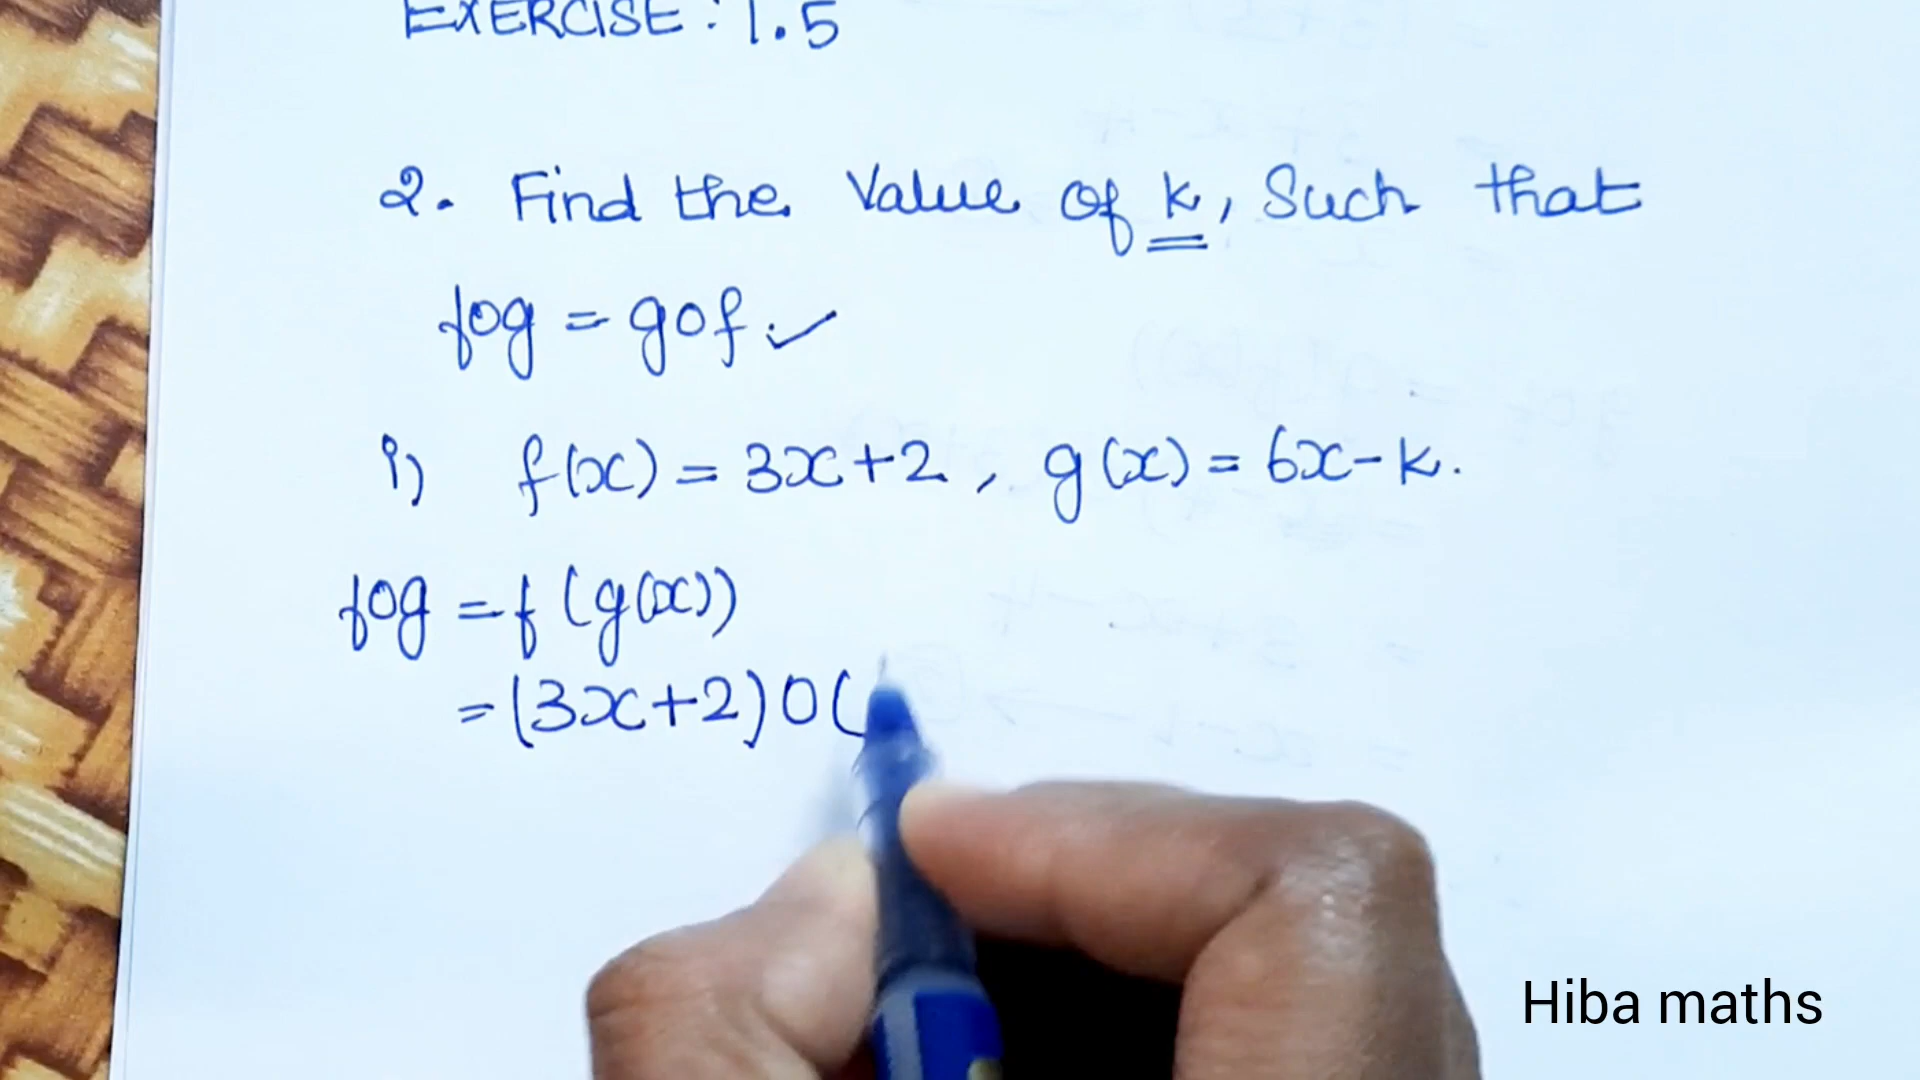 EXERCISE: 1.5
2. Find the Value of k, Such that
fog = gof ✓
i) f(x) = 3x+2, g(x) = 6x-k.
fog = f(g(x))
= (3x+2)O(
Hiba maths